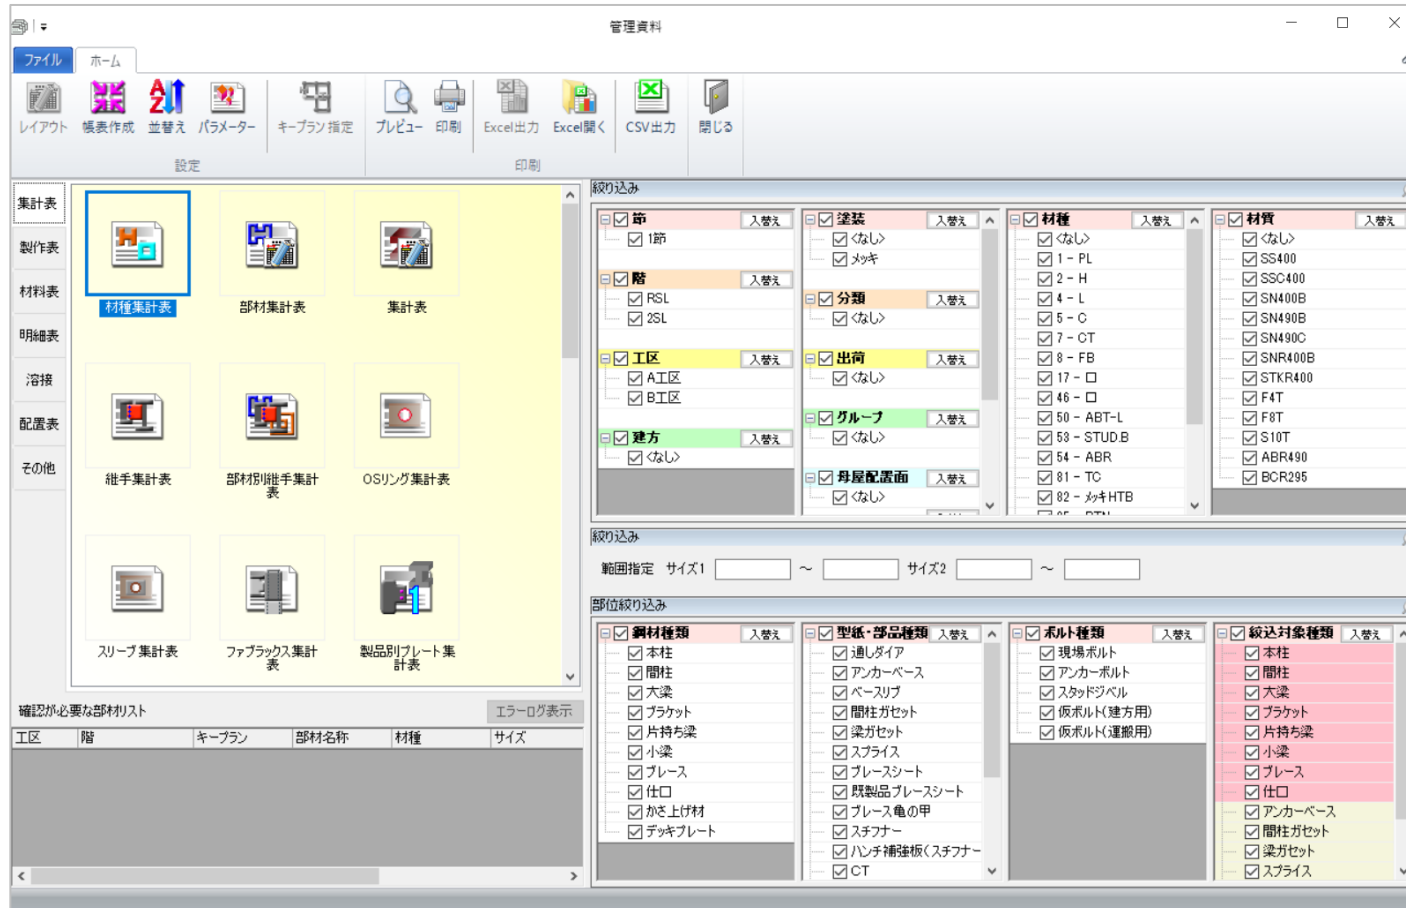 管理資料
ファイル ホーム
レイアウト 帳表作成 並替え パラメーター キープラン指定 プレビュー 印刷 Excel出力 Excel開く CSV出力 閉じる
設定 印刷
集計表
製作表
材料表
明細表
溶接
配置表
その他
材種集計表 部材集計表 集計表
継手集計表 部材別継手集計表 OSリング集計表
スリーブ集計表 ファブラックス集計表 製品別プレート集計表
確認が必要な部材リスト エラーログ表示
工区 階 キープラン 部材名称 材種 サイズ
絞り込み
節 入替え
1節
階 入替え
RSL
2SL
工区 入替え
A工区
B工区
建方 入替え
<なし>
塗装 入替え
<なし>
メッキ
分類 入替え
<なし>
出荷 入替え
<なし>
グループ 入替え
<なし>
母屋配置面 入替え
<なし>
材種 入替え
<なし>
1 - PL
2 - H
4 - L
5 - C
7 - CT
8 - FB
17 - ロ
46 - ロ
50 - ABT-L
53 - STUD.B
54 - ABR
81 - TC
82 - メッキHTB
材質 入替え
<なし>
SS400
SSC400
SN400B
SN490B
SN490C
SNR400B
STKR400
F4T
F8T
S10T
ABR490
BCR295
絞り込み
範囲指定 サイズ1 ～ サイズ2 ～
部位絞り込み
鋼材種類 入替え
本柱
間柱
大梁
ブラケット
片持ち梁
小梁
ブレース
仕口
かさ上げ材
デッキプレート
型紙・部品種類 入替え
通しダイア
アンカーベース
ベースリブ
間柱ガセット
梁ガセット
スプライス
ブレースシート
既製品ブレースシート
ブレース亀の甲
スチフナー
ハンチ補強板(スチフナー
CT
ボルト種類 入替え
現場ボルト
アンカーボルト
スタッドジベル
仮ボルト(建方用)
仮ボルト(運搬用)
絞込対象種類 入替え
本柱
間柱
大梁
ブラケット
片持ち梁
小梁
ブレース
仕口
アンカーベース
間柱ガセット
梁ガセット
スプライス